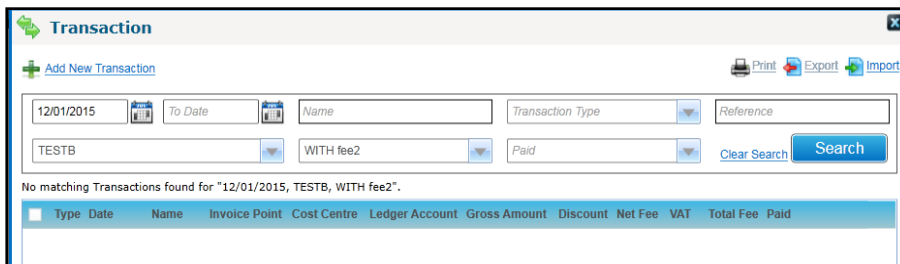 Transaction
Add New Transaction Print Export Import
12/01/2015 To Date Name Transaction Type Reference
TESTB WITH fee2 Paid Clear Search Search
No matching Transactions found for "12/01/2015, TESTB, WITH fee2".
Type Date Name Invoice Point Cost Centre Ledger Account Gross Amount Discount Net Fee VAT Total Fee Paid